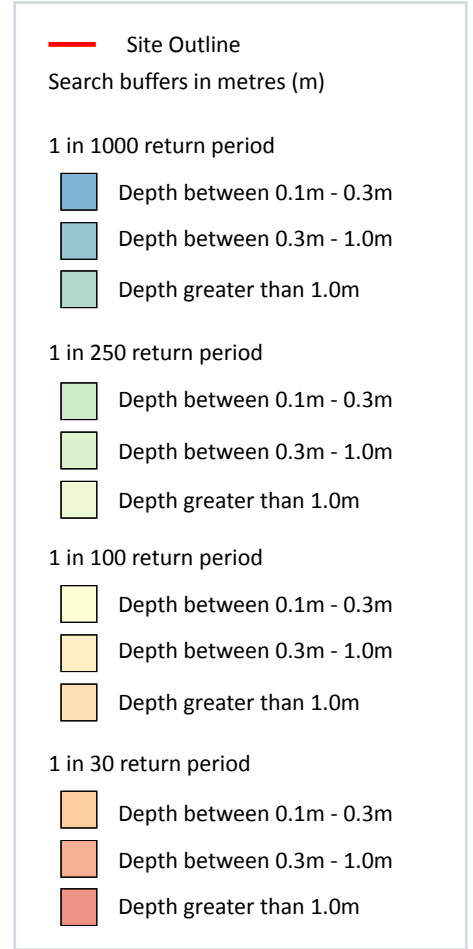 Site Outline
Search buffers in metres (m)
1 in 1000 return period
Depth between 0.1m - 0.3m
Depth between 0.3m - 1.0m
Depth greater than 1.0m
1 in 250 return period
Depth between 0.1m - 0.3m
Depth between 0.3m - 1.0m
Depth greater than 1.0m
1 in 100 return period
Depth between 0.1m - 0.3m
Depth between 0.3m - 1.0m
Depth greater than 1.0m
1 in 30 return period
Depth between 0.1m - 0.3m
Depth between 0.3m - 1.0m
Depth greater than 1.0m